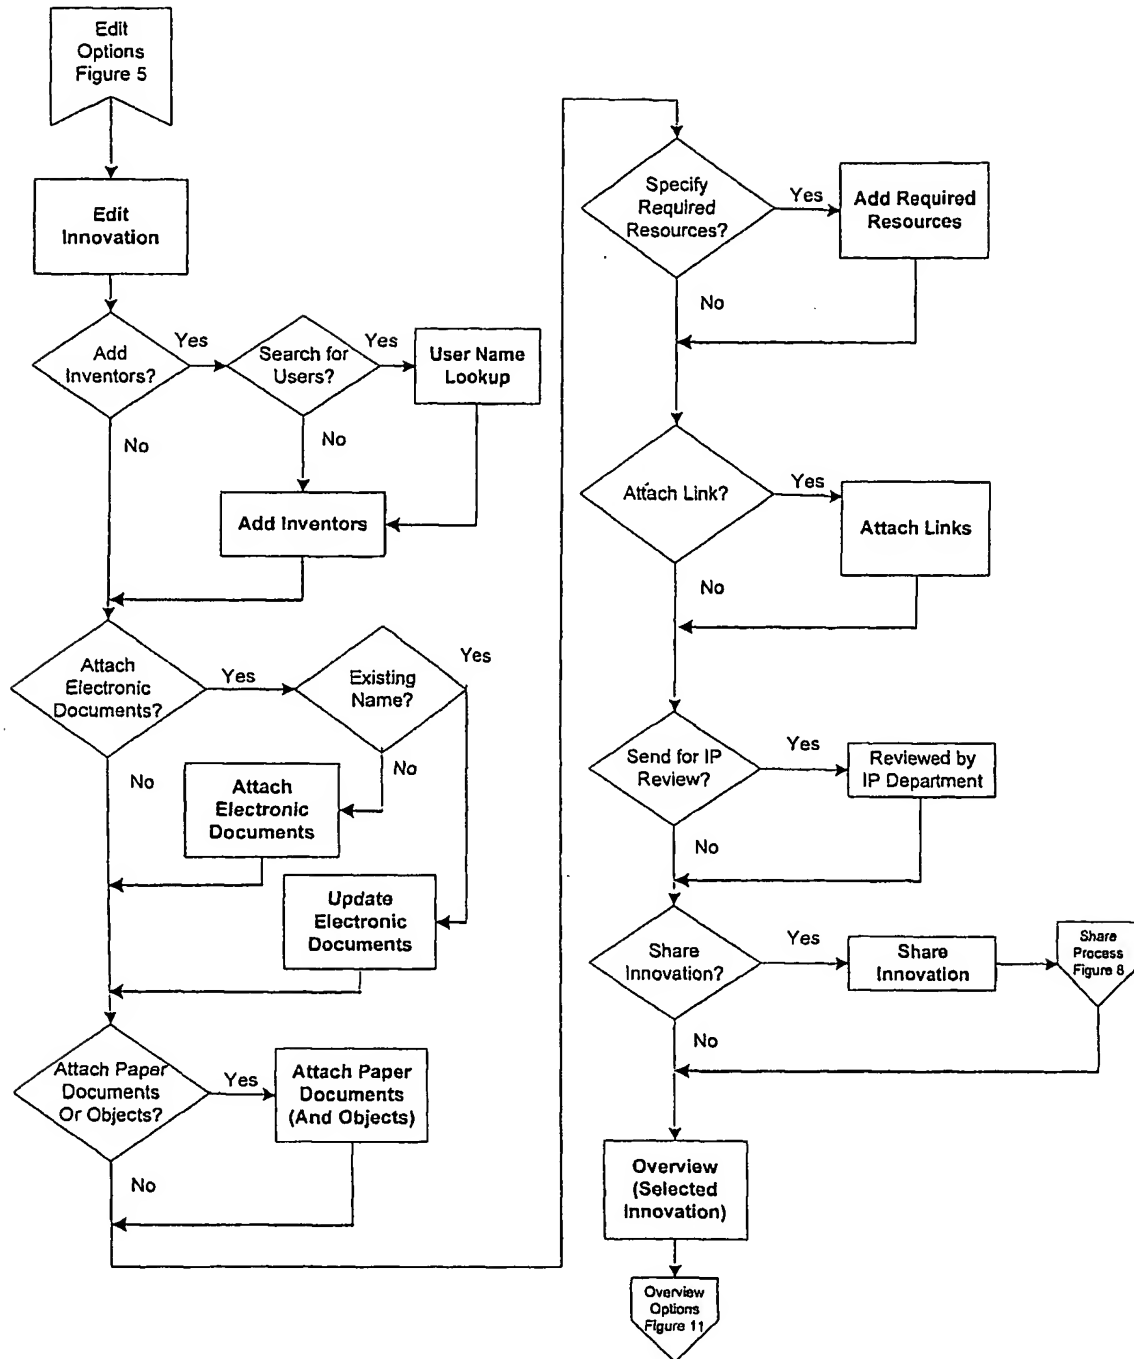 Edit
Options
Figure 5
Edit
Innovation
Add
Inventors?
Yes
Search for
Users?
Yes
User Name
Lookup
No
No
Add Inventors
Attach
Electronic
Documents?
Yes
Existing
Name?
Yes
No
No
Attach
Electronic
Documents
Update
Electronic
Documents
Attach Paper
Documents
Or Objects?
Yes
Attach Paper
Documents
(And Objects)
No
Specify
Required
Resources?
Yes
Add Required
Resources
No
Attach Link?
Yes
Attach Links
No
Send for IP
Review?
Yes
Reviewed by
IP Department
No
Share
Innovation?
Yes
Share
Innovation
Share
Process
Figure 8
No
Overview
(Selected
Innovation)
Overview
Options
Figure 11